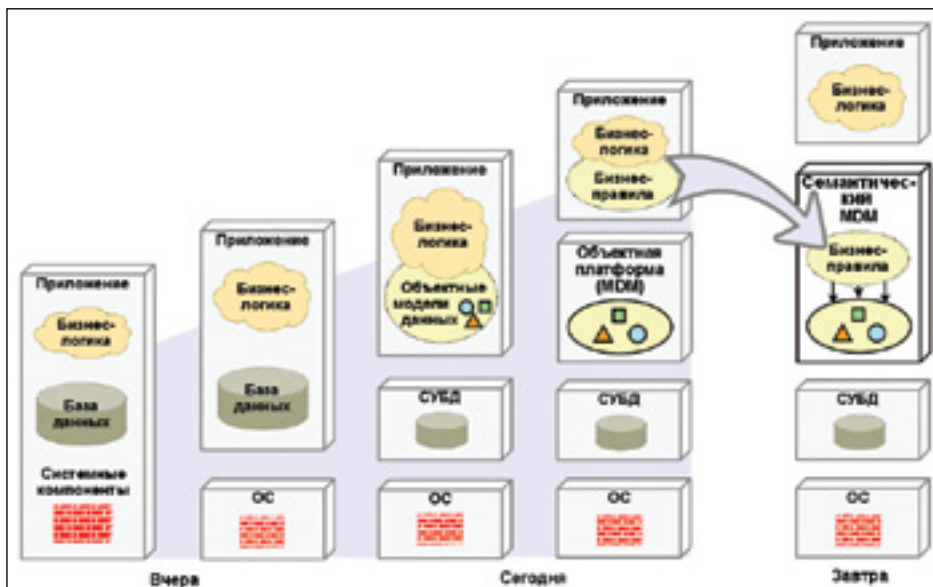 Приложение
Бизнес-
логика
База
данных
Системные
компоненты
Приложение
Бизнес-
логика
База
данных
ОС
Вчера
Приложение
Бизнес-
логика
Объектные
модели
данных
СУБД
ОС
Приложение
Бизнес-
логика
Бизнес-
правила
Объектная
платформа
(MDM)
СУБД
ОС
Сегодня
Приложение
Бизнес-
логика
Семантичес-
кий
MDM
Бизнес-
правила
СУБД
ОС
Завтра